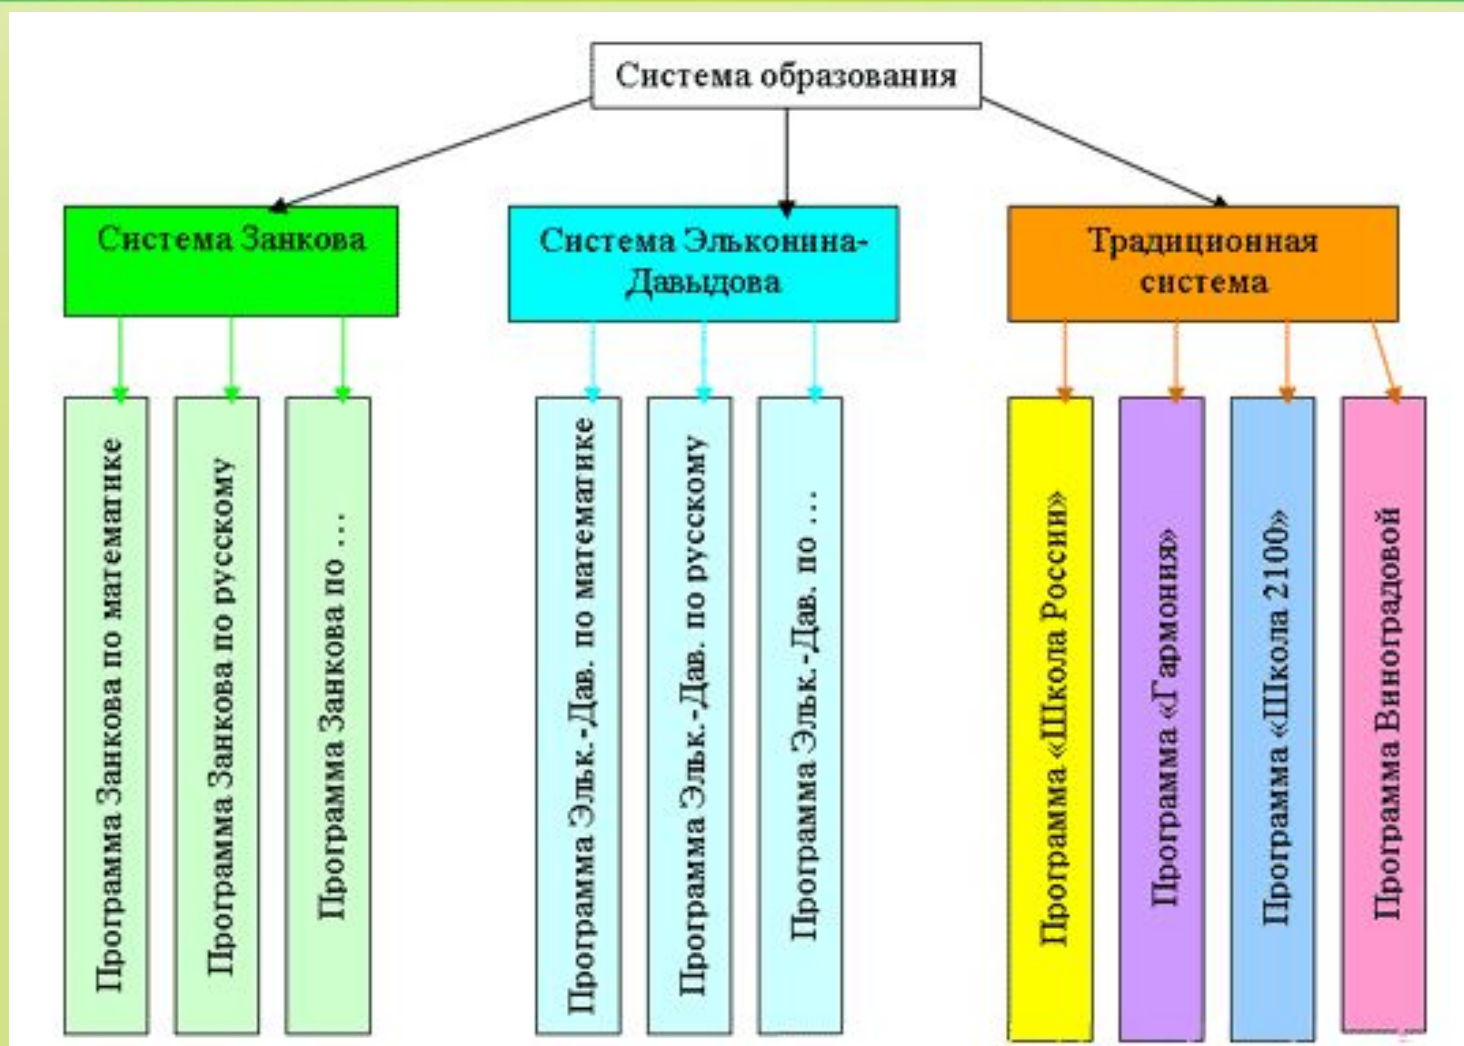 Система образования
Система Занкова
Система Эльконина-
Давыдова
Традиционная
система
Программа Занкова по математике
Программа Занкова по русскому
Программа Занкова по …
Программа Эльк.-Дав. по математике
Программа Эльк.-Дав. по русскому
Программа Эльк.-Дав. по …
Программа «Школа России»
Программа «Гармония»
Программа «Школа 2100»
Программа Виноградовой